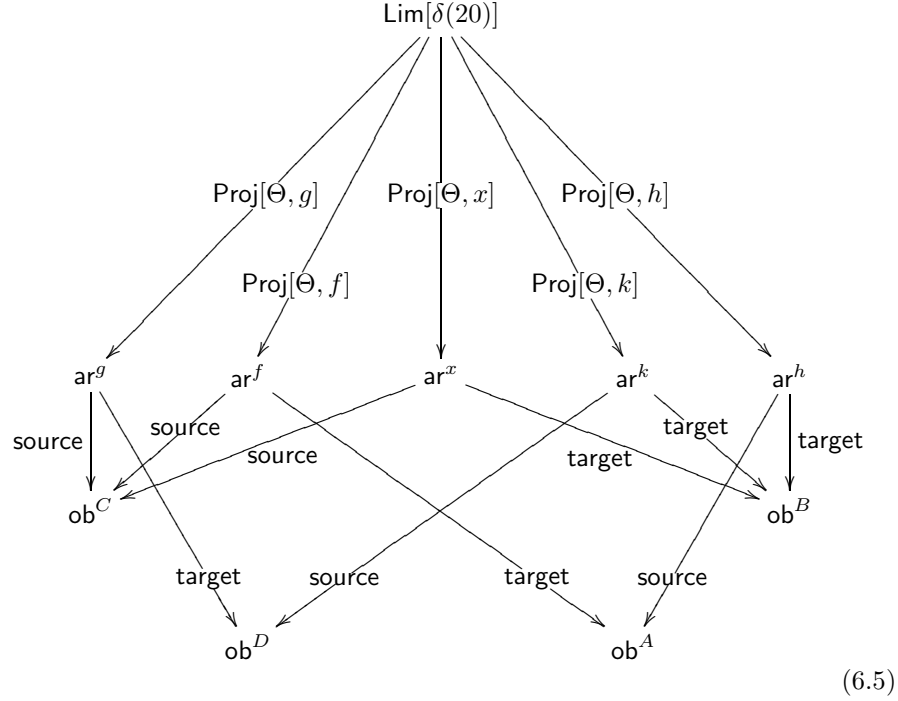 Lim[δ(20)]
Proj[Θ, g] Proj[Θ, x] Proj[Θ, h]
Proj[Θ, f] Proj[Θ, k]
ar^g ar^f ar^x ar^k ar^h
source source source target target target
ob^C ob^B
target source target source
ob^D ob^A
(6.5)